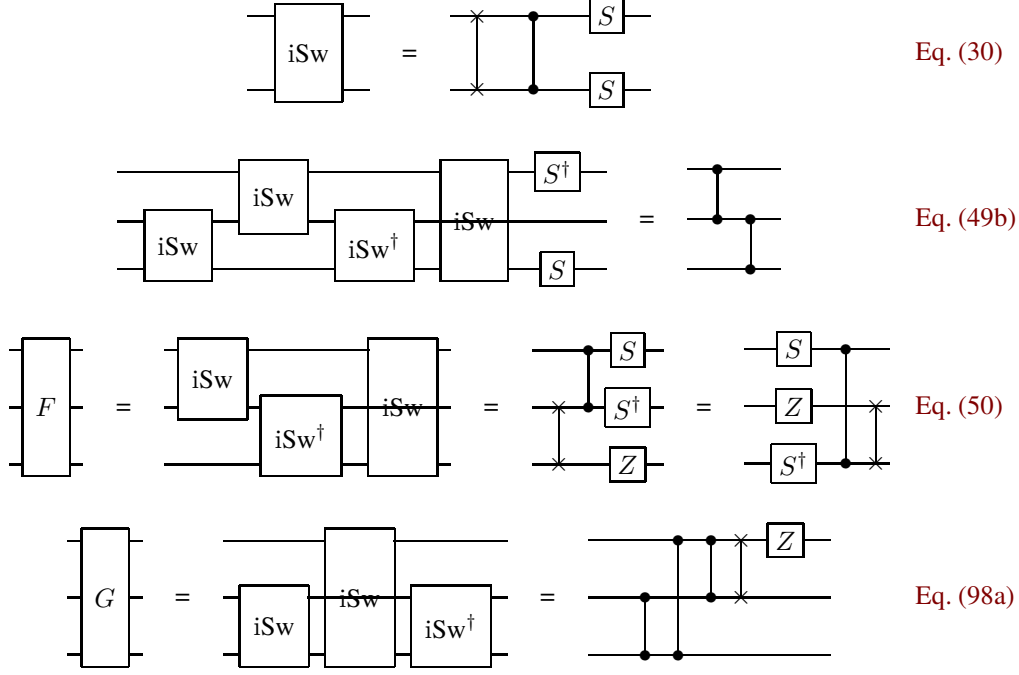 iSw = S S Eq. (30)
iSw iSw iSw† iSw S† S = Eq. (49b)
F = iSw iSw† iSw = S S† Z = S Z S† Eq. (50)
G = iSw iSw iSw† = Z Eq. (98a)